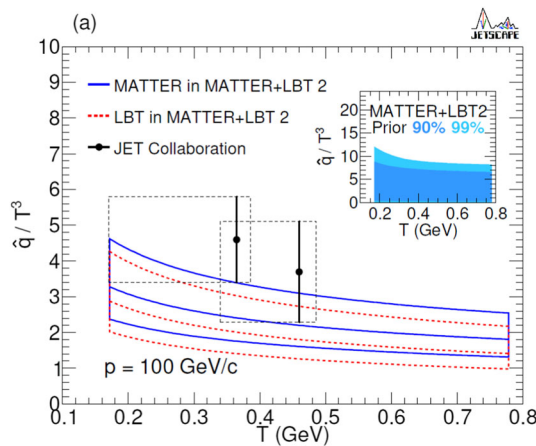 (a)
JETSCAPE
10
9
8
7
6
5
4
3
2
1
0
q̂ / T³
MATTER in MATTER+LBT 2
LBT in MATTER+LBT 2
JET Collaboration
MATTER+LBT2
Prior 90% 99%
20
15
10
5
0
q̂ / T³
0.2 0.4 0.6 0.8
T (GeV)
p = 100 GeV/c
0.1 0.2 0.3 0.4 0.5 0.6 0.7 0.8
T (GeV)